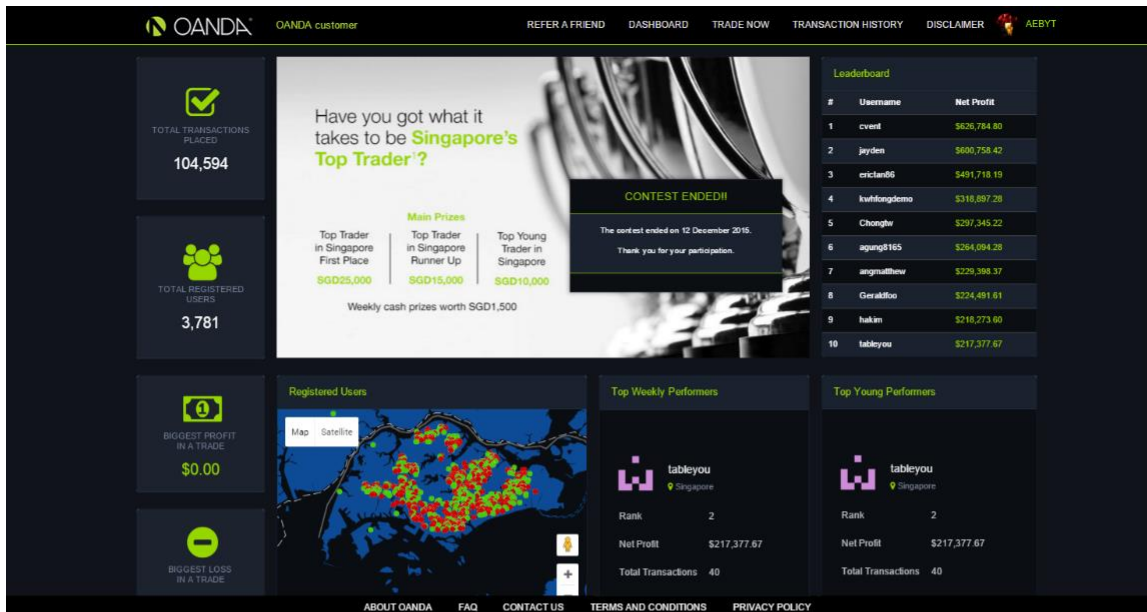 OANDA
OANDA customer
REFER A FRIEND
DASHBOARD
TRADE NOW
TRANSACTION HISTORY
DISCLAIMER
AEBYT
TOTAL TRANSACTIONS
PLACED
104,594
TOTAL REGISTERED
USERS
3,781
BIGGEST PROFIT
IN A TRADE
$0.00
BIGGEST LOSS
IN A TRADE
Have you got what it
takes to be Singapore's
Top Trader?
Main Prizes
Top Trader
in Singapore
First Place
SGD25,000
Top Trader
in Singapore
Runner Up
SGD15,000
Top Young
Trader in
Singapore
SGD10,000
Weekly cash prizes worth SGD1,500
CONTEST ENDED!!
The contest ended on 12 December 2015.
Thank you for your participation.
Leaderboard
# Username Net Profit
1 cvent $626,784.80
2 jayden $600,758.42
3 erictan86 $491,718.19
4 kwhfongdemo $318,897.28
5 Chongtw $297,345.22
6 agung8165 $264,094.28
7 angmatthew $229,398.37
8 Geraldfoo $224,491.61
9 hakim $218,273.60
10 tableyou $217,377.67
Registered Users
Map Satellite
Top Weekly Performers
tableyou
Singapore
Rank 2
Net Profit $217,377.67
Total Transactions 40
Top Young Performers
tableyou
Singapore
Rank 2
Net Profit $217,377.67
Total Transactions 40
ABOUT OANDA
FAQ
CONTACT US
TERMS AND CONDITIONS
PRIVACY POLICY